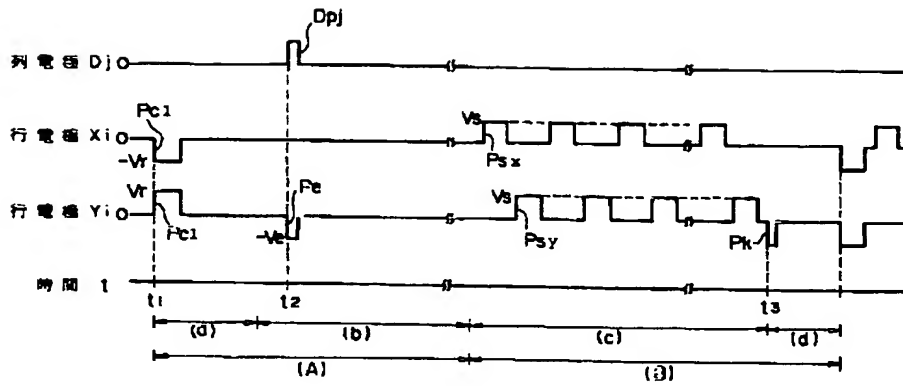 Dpj
列電極 Dj
Pc1
行電極 Xi
-Vr
Vs
Psx
Vr
行電極 Yi
Pc1
Pe
-Ve
Vs
Psy
Pk
時間 t
t1 t2 t3
(a) (b) (c) (d)
(A) (B)